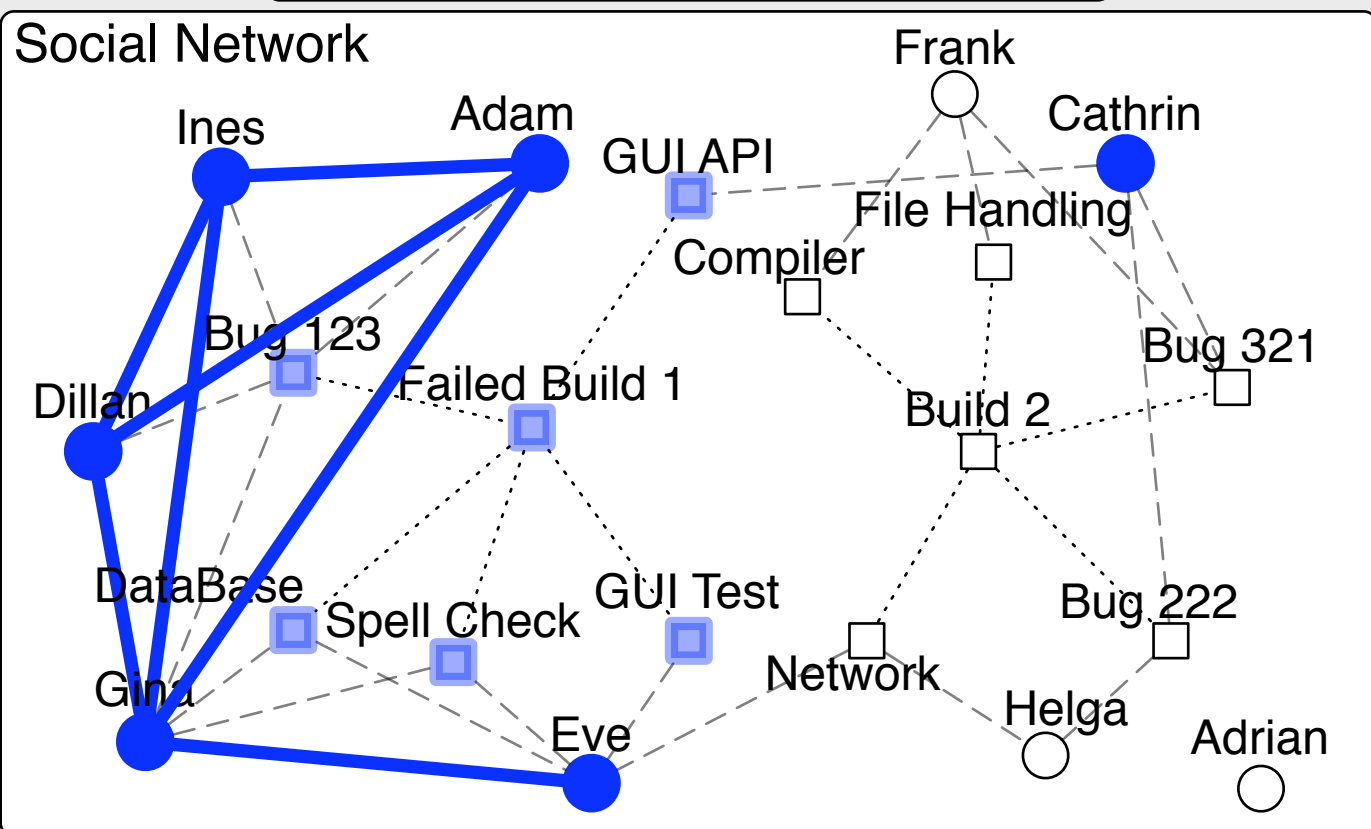 Social Network
Frank
Ines
Adam
Cathrin
GUI API
File Handling
Compiler
Bug 123
Bug 321
Failed Build 1
Dillan
Build 2
DataBase
Spell Check
GUI Test
Bug 222
Network
Gina
Helga
Eve
Adrian